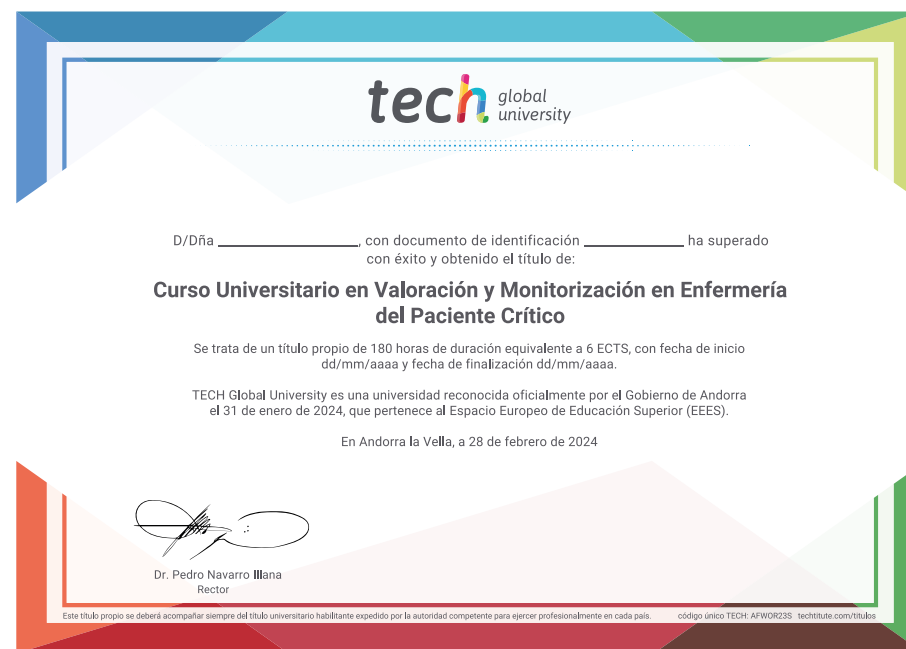 tech global university
D/Dña ____________________, con documento de identificación ______________ ha superado
con éxito y obtenido el título de:
Curso Universitario en Valoración y Monitorización en Enfermería
del Paciente Crítico
Se trata de un título propio de 180 horas de duración equivalente a 6 ECTS, con fecha de inicio
dd/mm/aaaa y fecha de finalización dd/mm/aaaa.
TECH Global University es una universidad reconocida oficialmente por el Gobierno de Andorra
el 31 de enero de 2024, que pertenece al Espacio Europeo de Educación Superior (EEES).
En Andorra la Vella, a 28 de febrero de 2024
Dr. Pedro Navarro Illana
Rector
Este título propio se deberá acompañar siempre del título universitario habilitante expedido por la autoridad competente para ejercer profesionalmente en cada país. código único TECH: AFWOR23S techtitute.com/titulos